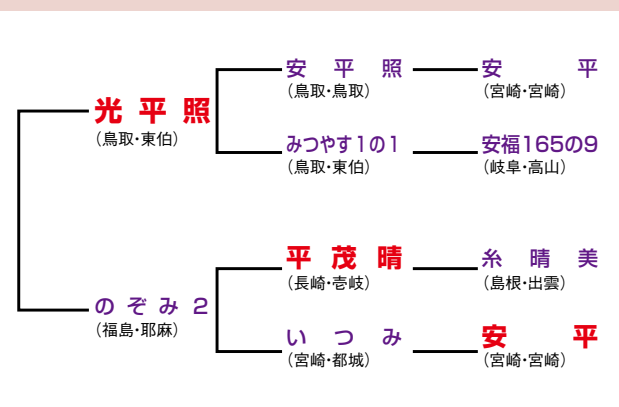 安平照
(鳥取・鳥取)
安平
(宮崎・宮崎)
光平照
(鳥取・東伯)
みつやす1の1
(鳥取・東伯)
安福165の9
(岐阜・高山)
平茂晴
(長崎・壱岐)
糸晴美
(島根・出雲)
のぞみ2
(福島・耶麻)
いつみ
(宮崎・都城)
安平
(宮崎・宮崎)